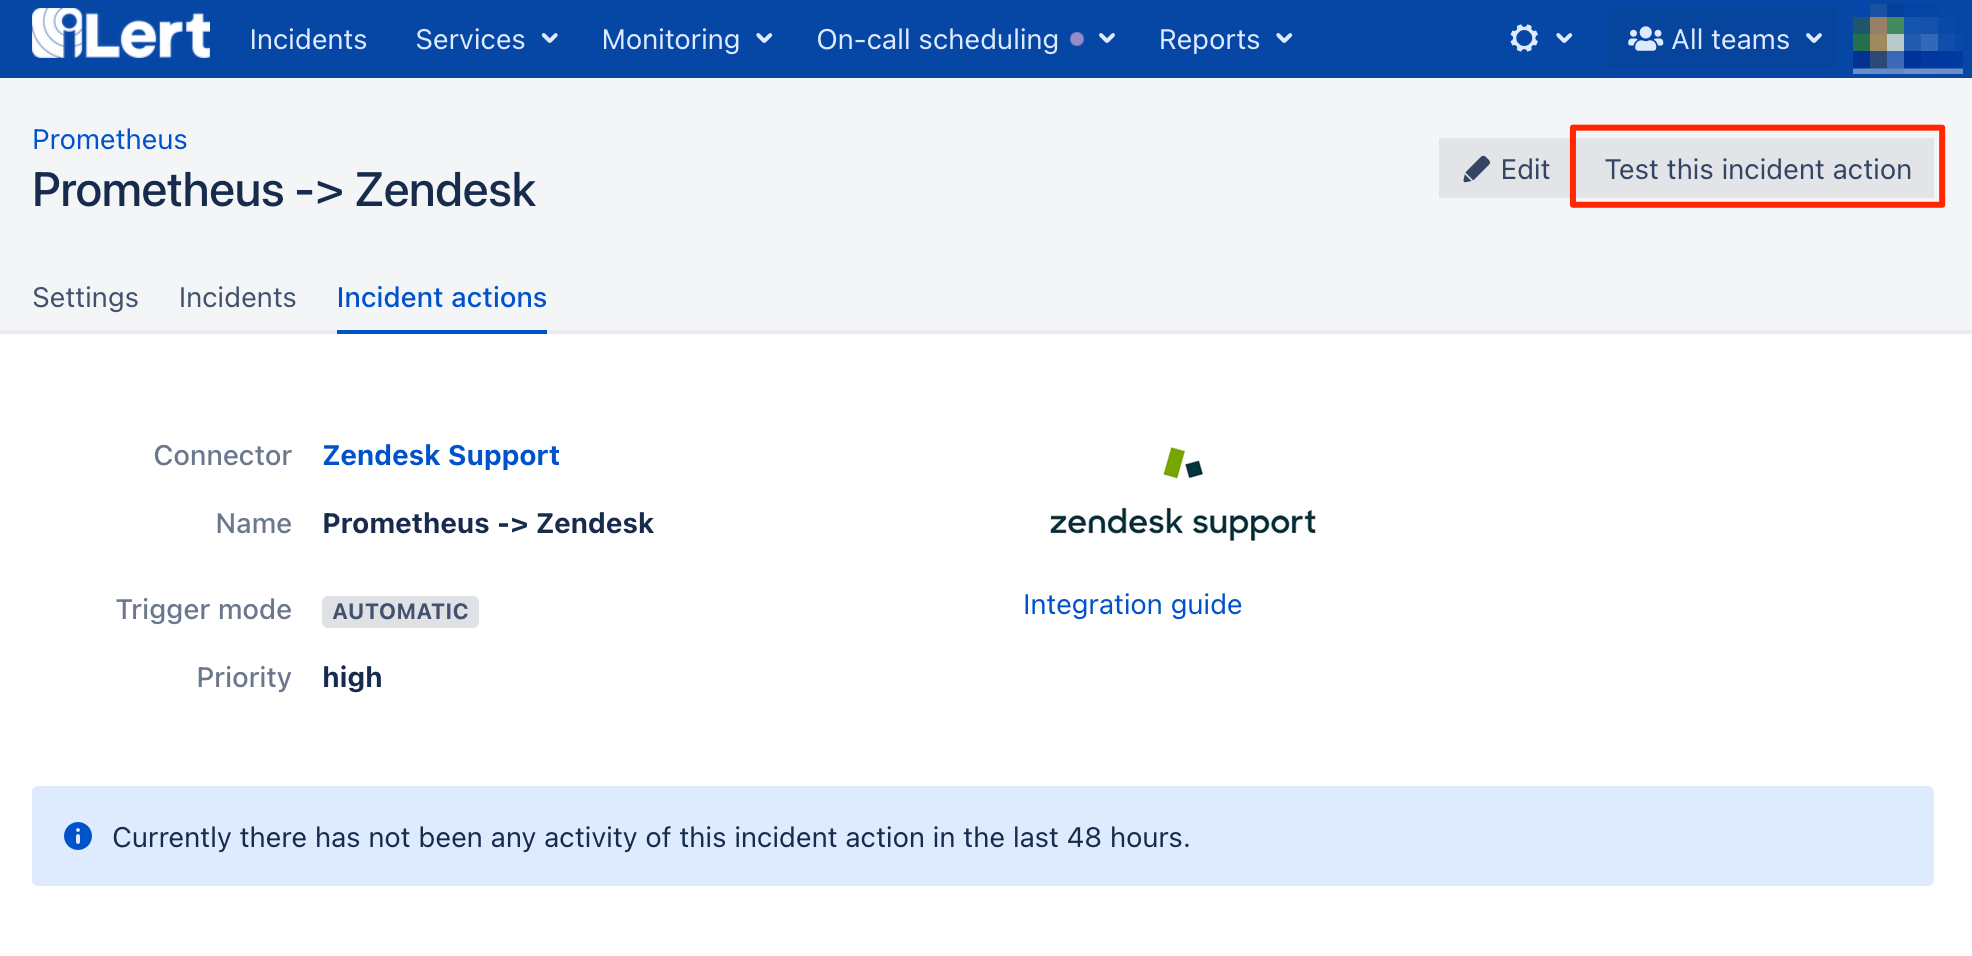 iLert Incidents Services Monitoring On-call scheduling Reports All teams
Prometheus
Prometheus -> Zendesk
Edit Test this incident action
Settings Incidents Incident actions
Connector Zendesk Support
Name Prometheus -> Zendesk
Trigger mode AUTOMATIC
Priority high
zendesk support
Integration guide
Currently there has not been any activity of this incident action in the last 48 hours.